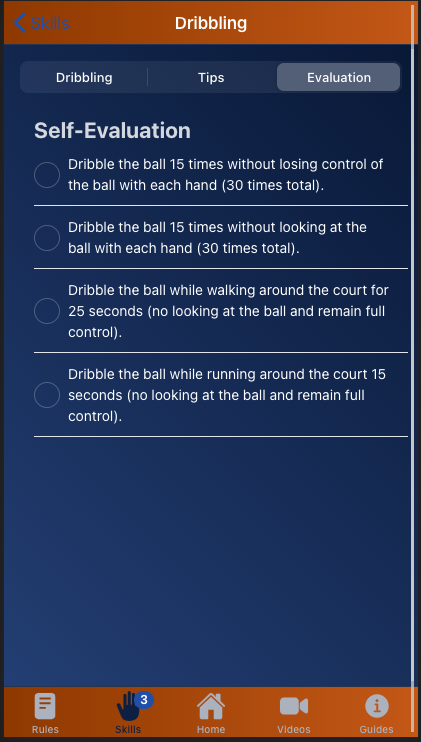 Skills
Dribbling
Dribbling
Tips
Evaluation
Self-Evaluation
Dribble the ball 15 times without losing control of
the ball with each hand (30 times total).
Dribble the ball 15 times without looking at the
ball with each hand (30 times total).
Dribble the ball while walking around the court for
25 seconds (no looking at the ball and remain full
control).
Dribble the ball while running around the court 15
seconds (no looking at the ball and remain full
control).
3
Rules
Skills
Home
Videos
Guides